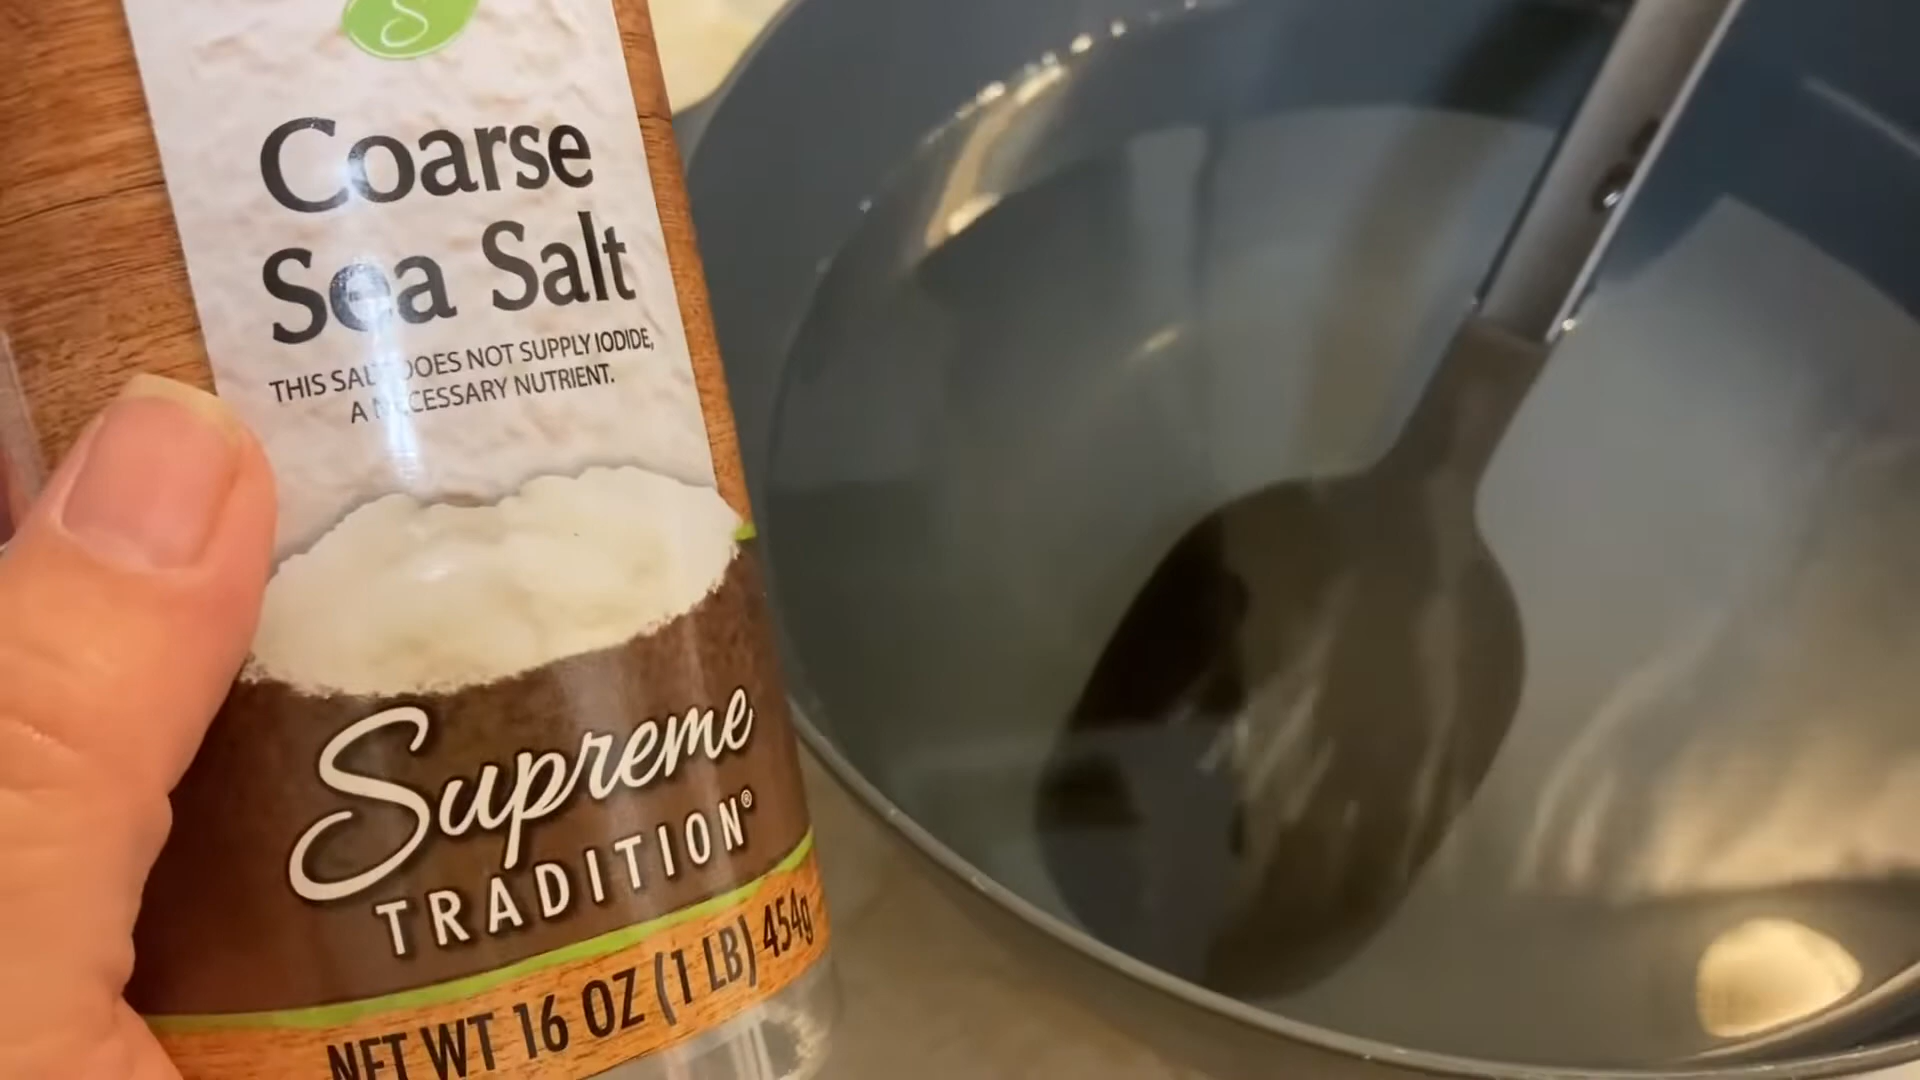 Coarse
Sea Salt
THIS SALT DOES NOT SUPPLY IODIDE,
A NECESSARY NUTRIENT.
Supreme
TRADITION®
NET WT 16 OZ (1 LB) 454g